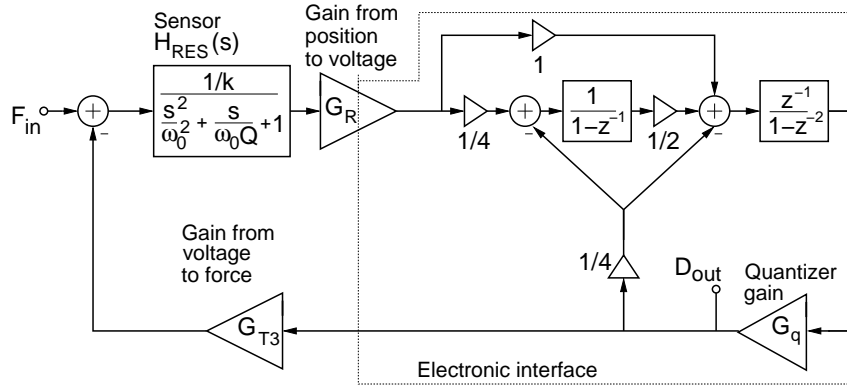 Sensor
H_RES(s)
Gain from
position
to voltage
F_in
+
−
1/k
s²/ω₀² + s/ω₀Q +1
G_R
1
1/4
+
−
1/1−z⁻¹
1/2
+
−
z⁻¹/1−z⁻²
Gain from
voltage
to force
1/4
D_out
Quantizer
gain
G_T3
G_q
Electronic interface